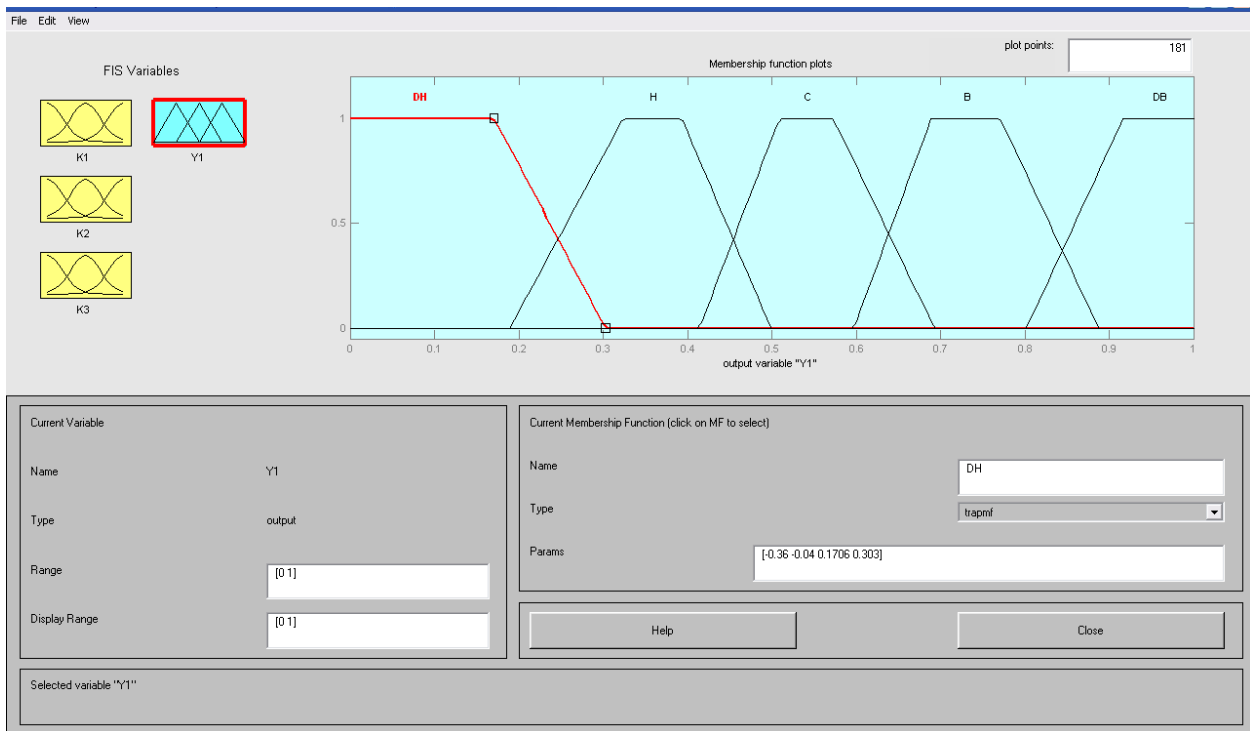 File Edit View
plot points: 181
FIS Variables
Membership function plots
K1
Y1
K2
K3
DH H C B DB
1
0.5
0
0 0.1 0.2 0.3 0.4 0.5 0.6 0.7 0.8 0.9 1
output variable "Y1"
Current Variable
Name Y1
Type output
Range [0 1]
Display Range [0 1]
Current Membership Function (click on MF to select)
Name DH
Type trapmf
Params [-0.36 -0.04 0.1706 0.303]
Help Close
Selected variable "Y1"